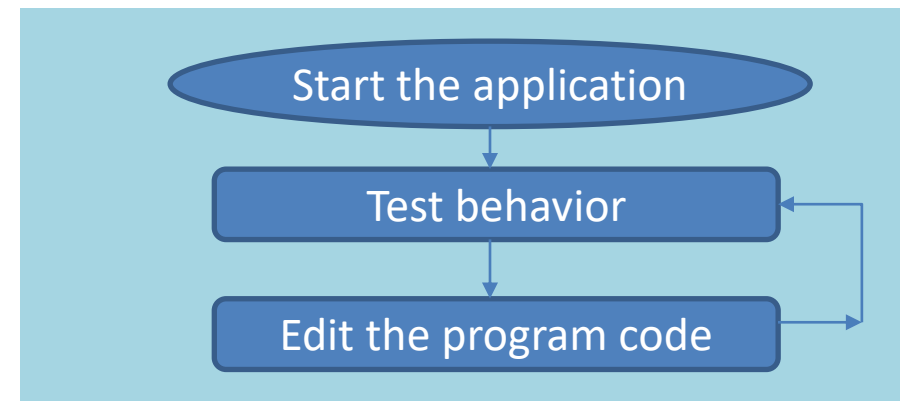 Start the application
Test behavior
Edit the program code